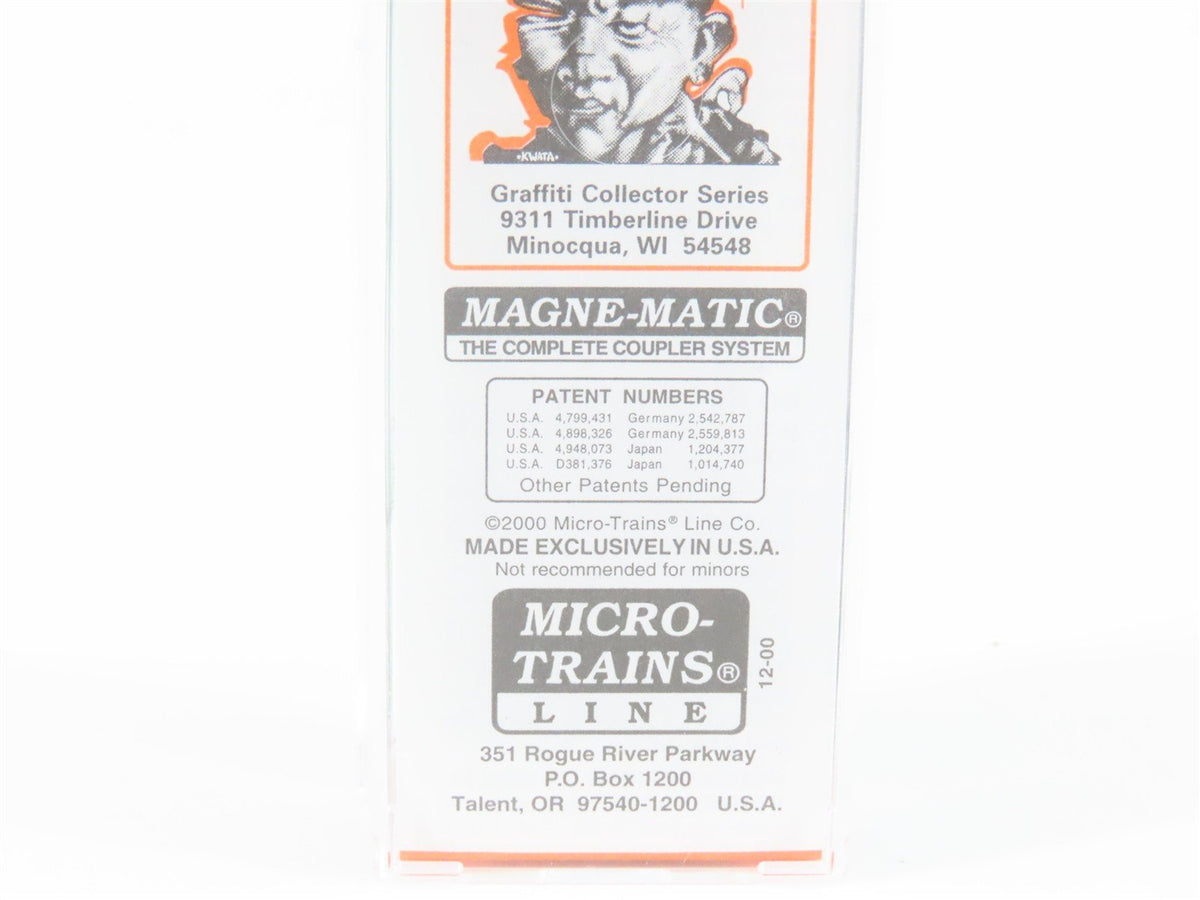 •KWATA•
Graffiti Collector Series
9311 Timberline Drive
Minocqua, WI 54548
MAGNE-MATIC®
THE COMPLETE COUPLER SYSTEM
PATENT NUMBERS
U.S.A. 4,799,431 Germany 2,542,787
U.S.A. 4,898,326 Germany 2,559,813
U.S.A. 4,948,073 Japan 1,204,377
U.S.A. D381,376 Japan 1,014,740
Other Patents Pending
©2000 Micro-Trains® Line Co.
MADE EXCLUSIVELY IN U.S.A.
Not recommended for minors
MICRO-
TRAINS®
LINE
12-00
351 Rogue River Parkway
P.O. Box 1200
Talent, OR 97540-1200 U.S.A.